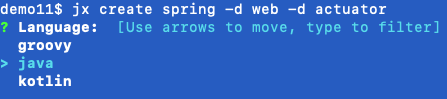 demo11$ jx create spring -d web -d actuator
? Language:  [Use arrows to move, type to filter]
  groovy
> java
  kotlin